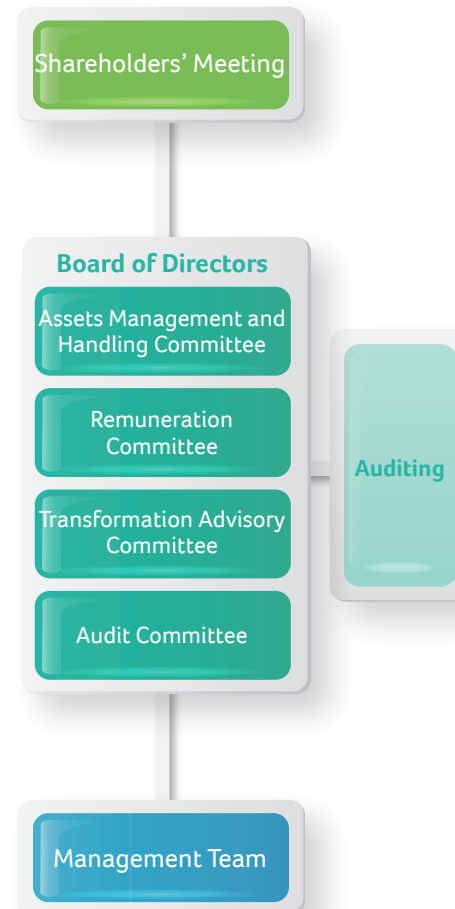 Shareholders’ Meeting
Board of Directors
Assets Management and
Handling Committee
Remuneration
Committee
Transformation Advisory
Committee
Audit Committee
Auditing
Management Team